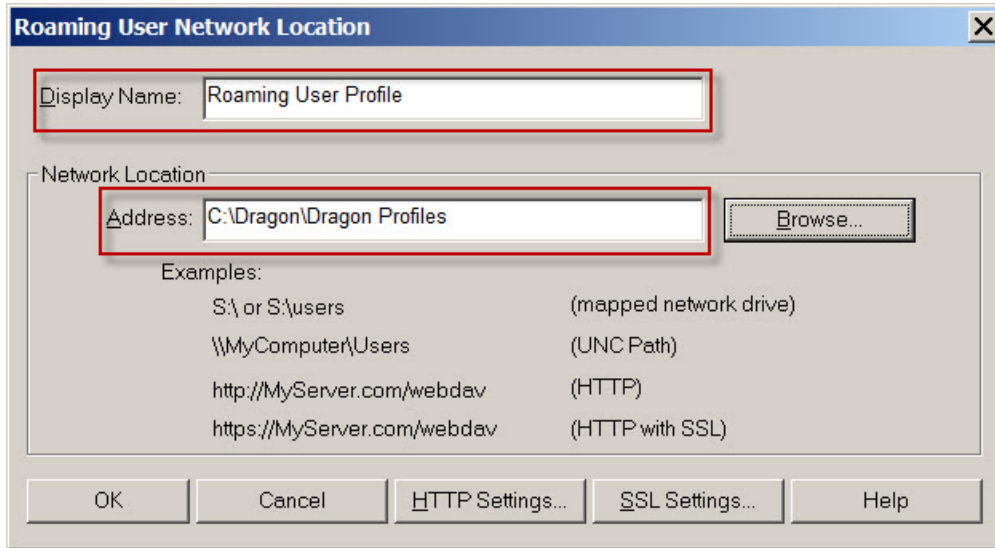 Roaming User Network Location
Display Name: Roaming User Profile
Network Location
Address: C:\Dragon\Dragon Profiles Browse...
Examples:
S:\ or S:\users (mapped network drive)
\\MyComputer\Users (UNC Path)
http://MyServer.com/webdav (HTTP)
https://MyServer.com/webdav (HTTP with SSL)
OK Cancel HTTP Settings... SSL Settings... Help